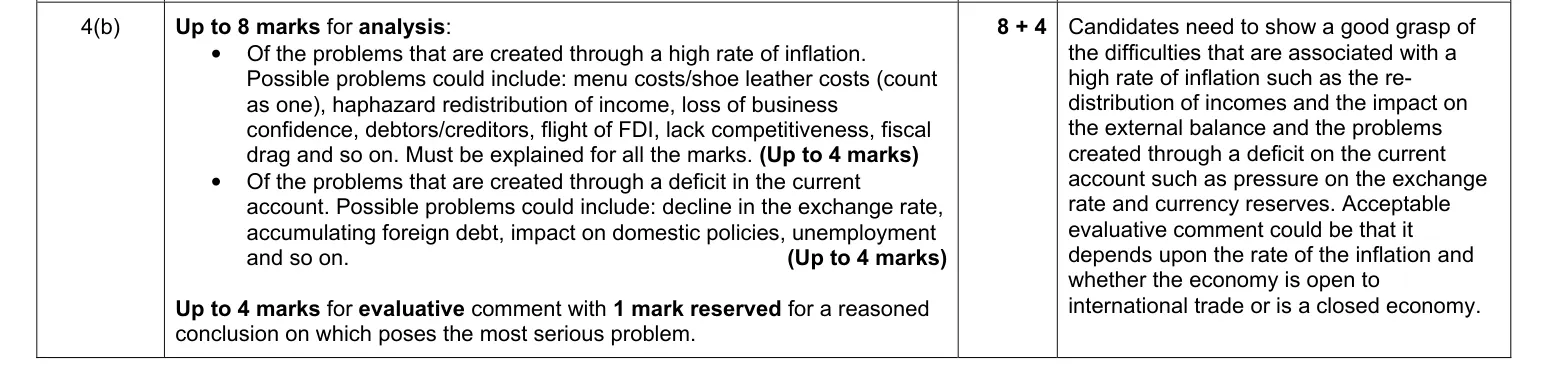 4(b)
Up to 8 marks for analysis:
• Of the problems that are created through a high rate of inflation.
Possible problems could include: menu costs/shoe leather costs (count
as one), haphazard redistribution of income, loss of business
confidence, debtors/creditors, flight of FDI, lack competitiveness, fiscal
drag and so on. Must be explained for all the marks. (Up to 4 marks)
• Of the problems that are created through a deficit in the current
account. Possible problems could include: decline in the exchange rate,
accumulating foreign debt, impact on domestic policies, unemployment
and so on. (Up to 4 marks)
Up to 4 marks for evaluative comment with 1 mark reserved for a reasoned
conclusion on which poses the most serious problem.
8 + 4
Candidates need to show a good grasp of
the difficulties that are associated with a
high rate of inflation such as the re-
distribution of incomes and the impact on
the external balance and the problems
created through a deficit on the current
account such as pressure on the exchange
rate and currency reserves. Acceptable
evaluative comment could be that it
depends upon the rate of the inflation and
whether the economy is open to
international trade or is a closed economy.